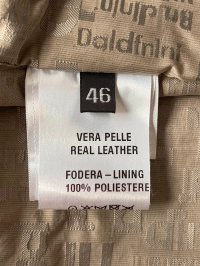 Baldinini
46
VERA PELLE
REAL LEATHER
FODERA – LINING
100% POLIESTERE